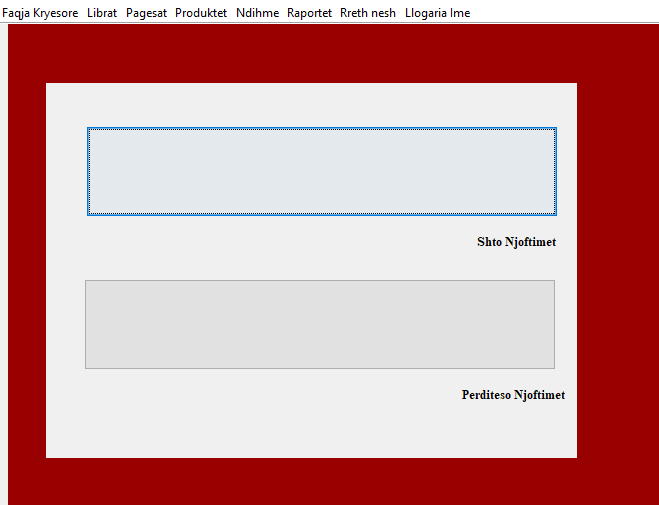 Faqja Kryesore Librat Pagesat Produktet Ndihme Raportet Rreth nesh Llogaria Ime
Shto Njoftimet
Perditeso Njoftimet